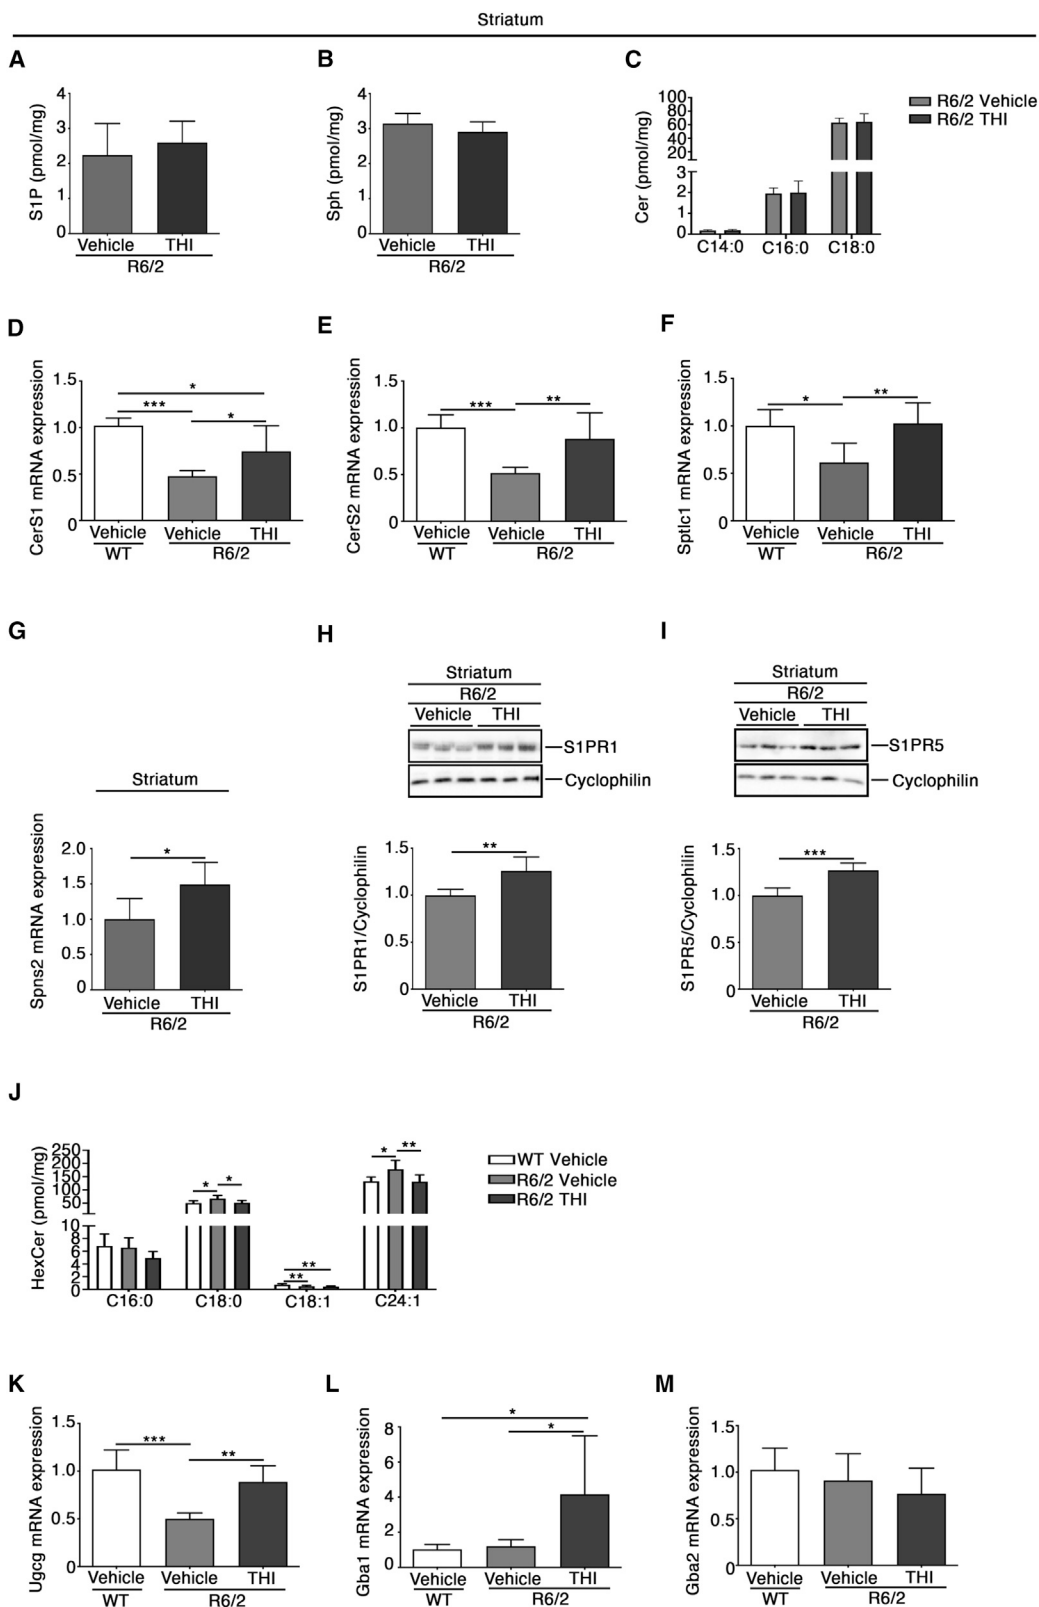 Striatum
A
S1P (pmol/mg)
4
3
2
1
0
Vehicle THI
R6/2
B
Sph (pmol/mg)
4
3
2
1
0
Vehicle THI
R6/2
C
Cer (pmol/mg)
100
80
60
40
20
3
2
1
0
C14:0 C16:0 C18:0
R6/2 Vehicle
R6/2 THI
D
CerS1 mRNA expression
1.5
1.0
0.5
0
*
*** *
Vehicle Vehicle THI
WT R6/2
E
CerS2 mRNA expression
1.5
1.0
0.5
0
*** **
Vehicle Vehicle THI
WT R6/2
F
Sptlc1 mRNA expression
1.5
1.0
0.5
0
* **
Vehicle Vehicle THI
WT R6/2
G
Striatum
Spns2 mRNA expression
2.0
1.5
1.0
0.5
0
*
Vehicle THI
R6/2
H
Striatum
R6/2
Vehicle THI
S1PR1
Cyclophilin
S1PR1/Cyclophilin
1.5
1.0
0.5
0
**
Vehicle THI
R6/2
I
Striatum
R6/2
Vehicle THI
S1PR5
Cyclophilin
S1PR5/Cyclophilin
1.5
1.0
0.5
0
***
Vehicle THI
R6/2
J
HexCer (pmol/mg)
250
200
150
100
50
10
8
6
4
2
0
* *
**
**
* **
C16:0 C18:0 C18:1 C24:1
WT Vehicle
R6/2 Vehicle
R6/2 THI
K
Ugcg mRNA expression
1.5
1.0
0.5
0
*** **
Vehicle Vehicle THI
WT R6/2
L
Gba1 mRNA expression
8
6
4
2
0
*
*
Vehicle Vehicle THI
WT R6/2
M
Gba2 mRNA expression
1.5
1.0
0.5
0
Vehicle Vehicle THI
WT R6/2